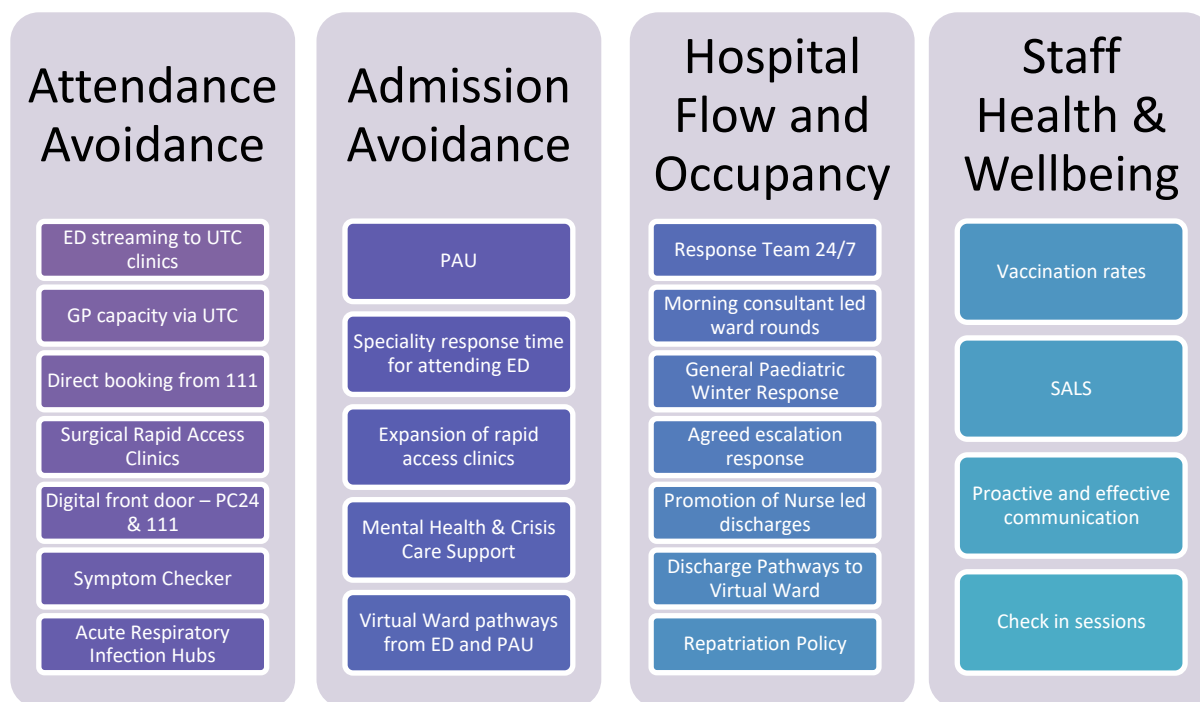 Attendance
Avoidance
ED streaming to UTC
clinics
GP capacity via UTC
Direct booking from 111
Surgical Rapid Access
Clinics
Digital front door – PC24
& 111
Symptom Checker
Acute Respiratory
Infection Hubs
Admission
Avoidance
PAU
Speciality response time
for attending ED
Expansion of rapid
access clinics
Mental Health & Crisis
Care Support
Virtual Ward pathways
from ED and PAU
Hospital
Flow and
Occupancy
Response Team 24/7
Morning consultant led
ward rounds
General Paediatric
Winter Response
Agreed escalation
response
Promotion of Nurse led
discharges
Discharge Pathways to
Virtual Ward
Repatriation Policy
Staff
Health &
Wellbeing
Vaccination rates
SALS
Proactive and effective
communication
Check in sessions